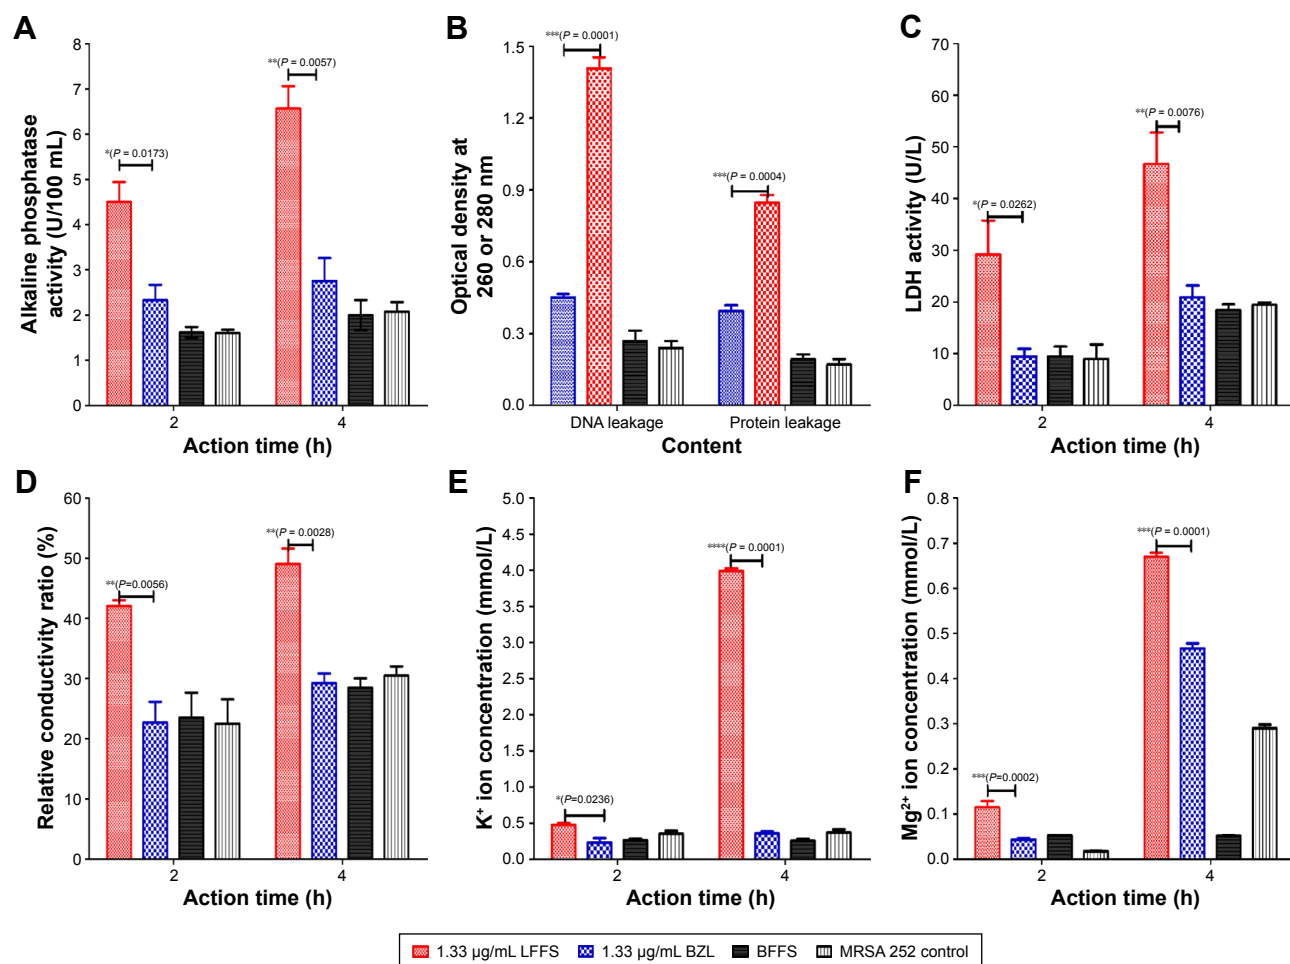 A
Alkaline phosphatase
activity (U/100 mL)
8
7
6
5
4
3
2
1
0
*(P = 0.0173)
**(P = 0.0057)
2
4
Action time (h)
B
Optical density at
260 or 280 nm
1.5
1.2
0.9
0.6
0.3
0.0
***(P = 0.0001)
***(P = 0.0004)
DNA leakage
Protein leakage
Content
C
LDH activity (U/L)
70
60
50
40
30
20
10
0
*(P = 0.0262)
**(P = 0.0076)
2
4
Action time (h)
D
Relative conductivity ratio (%)
60
50
40
30
20
10
0
**(P=0.0056)
**(P = 0.0028)
2
4
Action time (h)
E
K⁺ ion concentration (mmol/L)
5.0
4.5
4.0
3.5
3.0
2.5
2.0
1.5
1.0
0.5
0.0
*(P=0.0236)
****(P = 0.0001)
2
4
Action time (h)
F
Mg²⁺ ion concentration (mmol/L)
0.8
0.7
0.6
0.5
0.4
0.3
0.2
0.1
0.0
***(P=0.0002)
***(P = 0.0001)
2
4
Action time (h)
1.33 µg/mL LFFS 1.33 µg/mL BZL BFFS MRSA 252 control